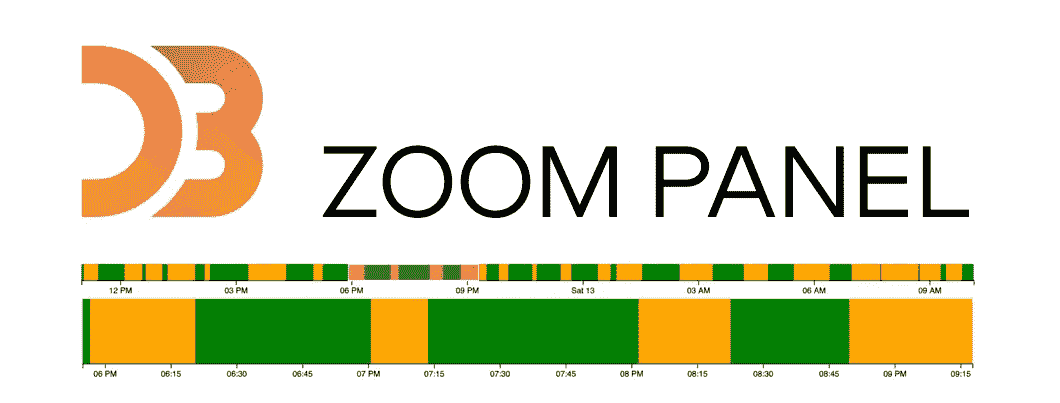 D3 ZOOM PANEL
12 PM 03 PM 06 PM 09 PM Sat 13 03 AM 06 AM 09 AM
06 PM 06:15 06:30 06:45 07 PM 07:15 07:30 07:45 08 PM 08:15 08:30 08:45 09 PM 09:15